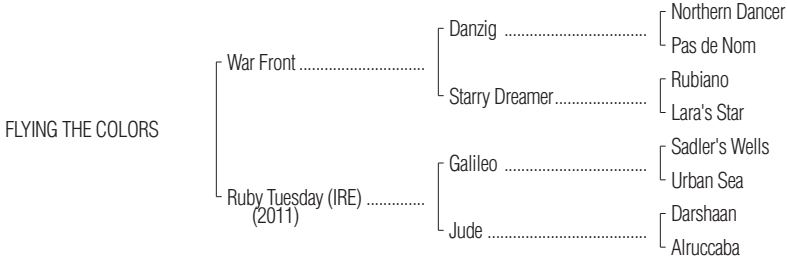 Northern Dancer
Danzig ..................................
Pas de Nom
War Front ..............................
Rubiano
Starry Dreamer......................
Lara's Star
FLYING THE COLORS
Sadler's Wells
Galileo ..................................
Urban Sea
Ruby Tuesday (IRE) ..............
(2011)
Darshaan
Jude ......................................
Alruccaba